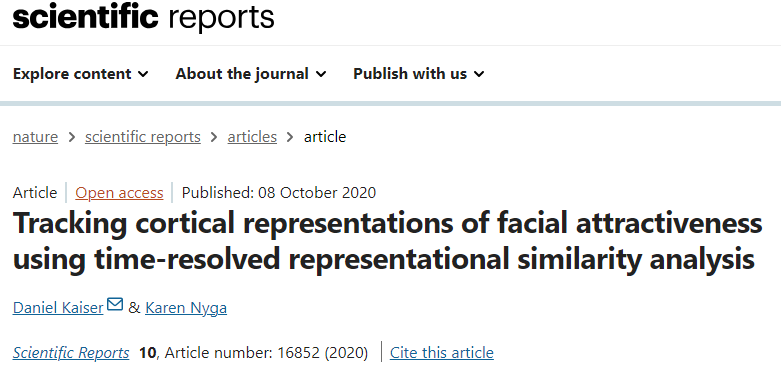 scientific reports
Explore content About the journal Publish with us
nature > scientific reports > articles > article
Article | Open access | Published: 08 October 2020
Tracking cortical representations of facial attractiveness
using time-resolved representational similarity analysis
Daniel Kaiser & Karen Nyga
Scientific Reports 10, Article number: 16852 (2020) | Cite this article